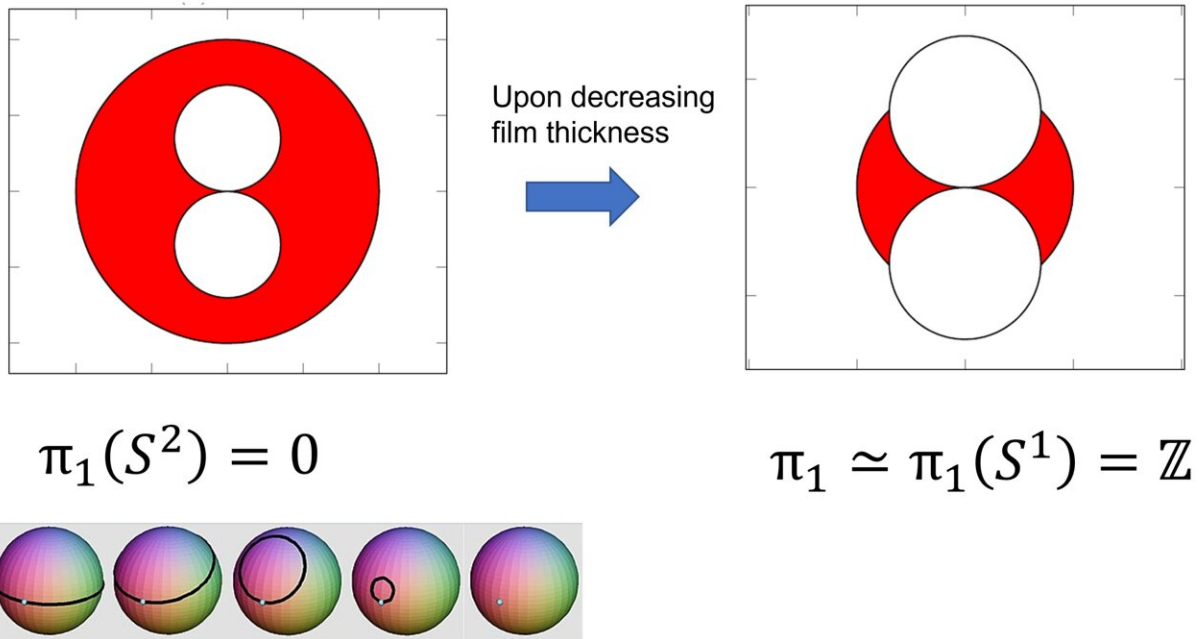 Upon decreasing
film thickness
π₁(S²) = 0
π₁ ≃ π₁(S¹) = ℤ